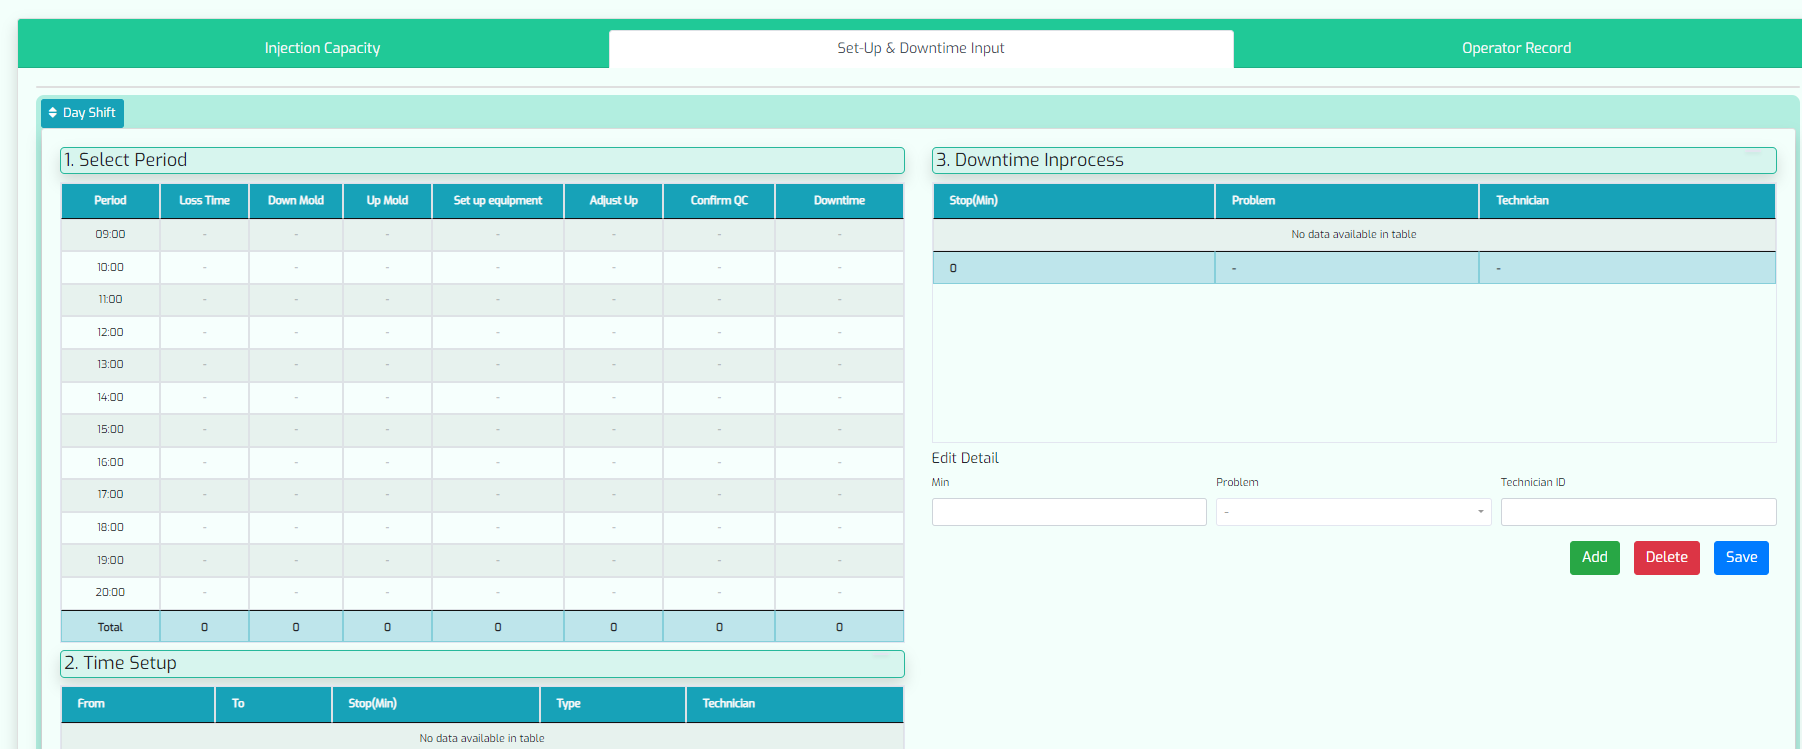 Injection Capacity
Set-Up & Downtime Input
Operator Record
Day Shift
1. Select Period
Period Loss Time Down Mold Up Mold Set up equipment Adjust Up Confirm QC Downtime
09:00 - - - - - - -
10:00 - - - - - - -
11:00 - - - - - - -
12:00 - - - - - - -
13:00 - - - - - - -
14:00 - - - - - - -
15:00 - - - - - - -
16:00 - - - - - - -
17:00 - - - - - - -
18:00 - - - - - - -
19:00 - - - - - - -
20:00 - - - - - - -
Total 0 0 0 0 0 0 0
2. Time Setup
From To Stop(Min) Type Technician
No data available in table
3. Downtime Inprocess
Stop(Min) Problem Technician
No data available in table
0 - -
Edit Detail
Min Problem Technician ID
-
Add Delete Save